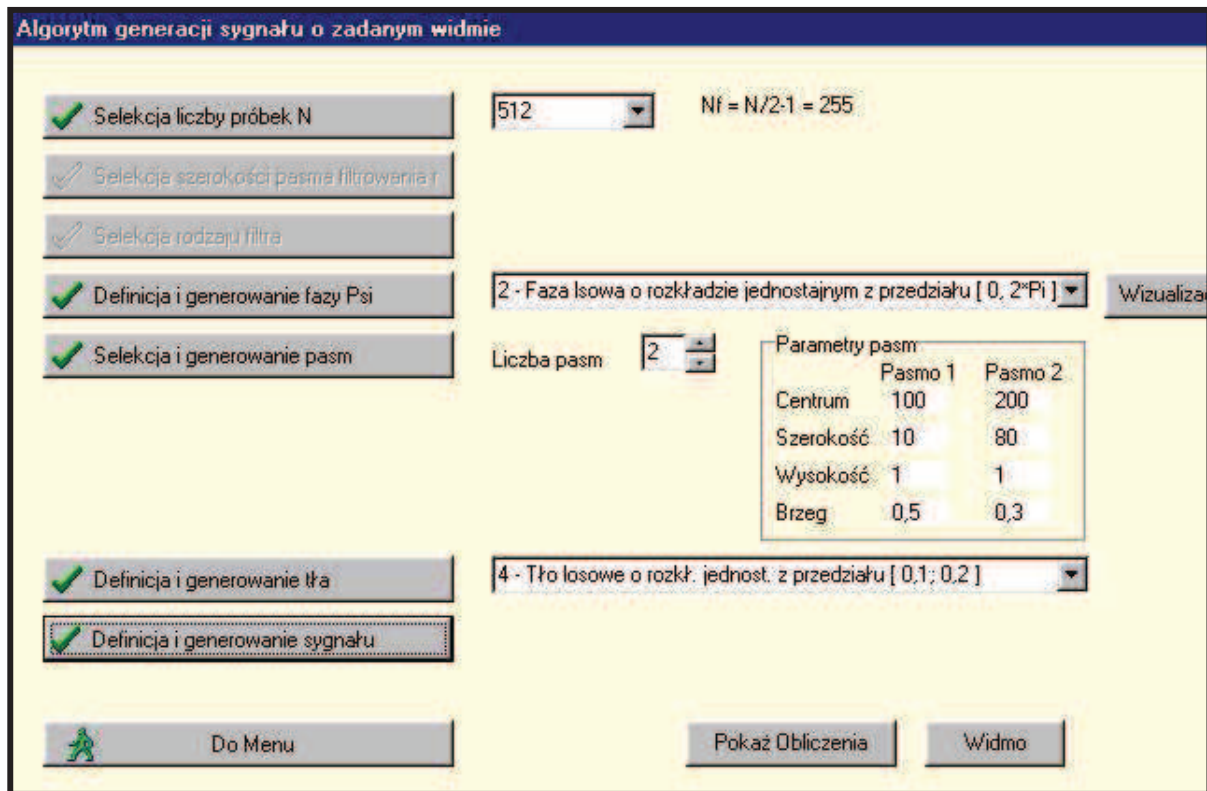 Algorytm generacji sygnału o zadanym widmie
Selekcja liczby próbek N
512
Nf = N/2-1 = 255
Selekcja szerokości pasma filtrowania r
Selekcja rodzaju filtra
Definicja i generowanie fazy Psi
2 - Faza lsowa o rozkładzie jednostajnym z przedziału [ 0, 2*Pi ]
Wizualizac
Selekcja i generowanie pasm
Liczba pasm
2
Parametry pasm
Pasmo 1 Pasmo 2
Centrum 100 200
Szerokość 10 80
Wysokość 1 1
Brzeg 0,5 0,3
Definicja i generowanie tła
4 - Tło losowe o rozkł. jednost. z przedziału [ 0,1; 0,2 ]
Definicja i generowanie sygnału
Do Menu
Pokaż Obliczenia
Widmo